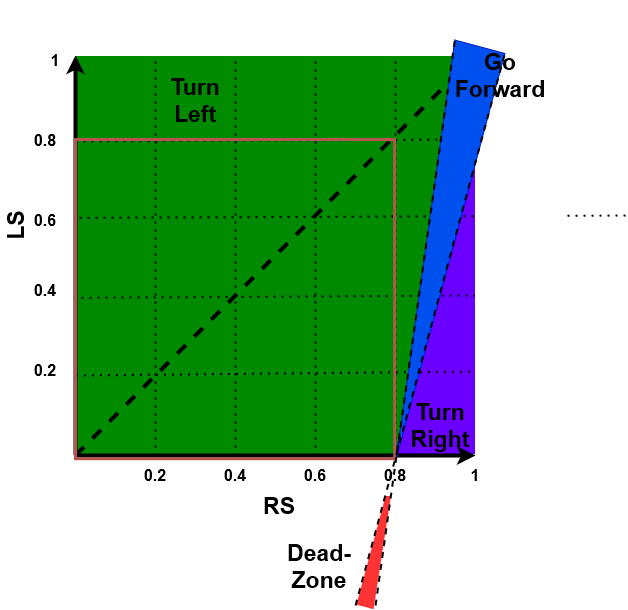 1
Turn
Left
Go
Forward
0.8
LS
0.6
0.4
0.2
Turn
Right
0.2
0.4
0.6
0.8
1
RS
Dead-
Zone